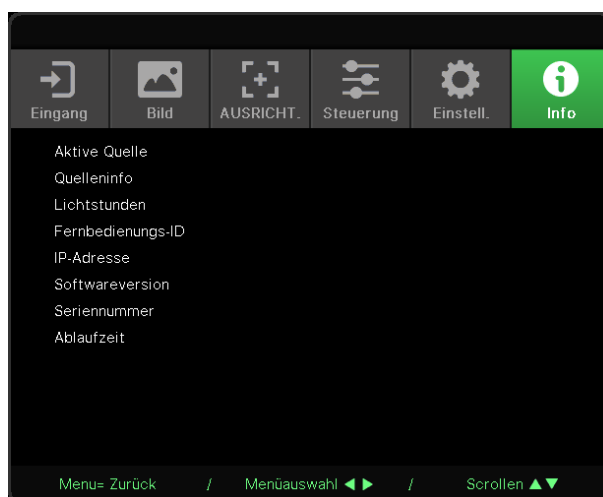 Eingang Bild AUSRICHT. Steuerung Einstell. Info
Aktive Quelle
Quelleninfo
Lichtstunden
Fernbedienungs-ID
IP-Adresse
Softwareversion
Seriennummer
Ablaufzeit
Menu= Zurück / Menüauswahl ◀ ▶ / Scrollen ▲▼